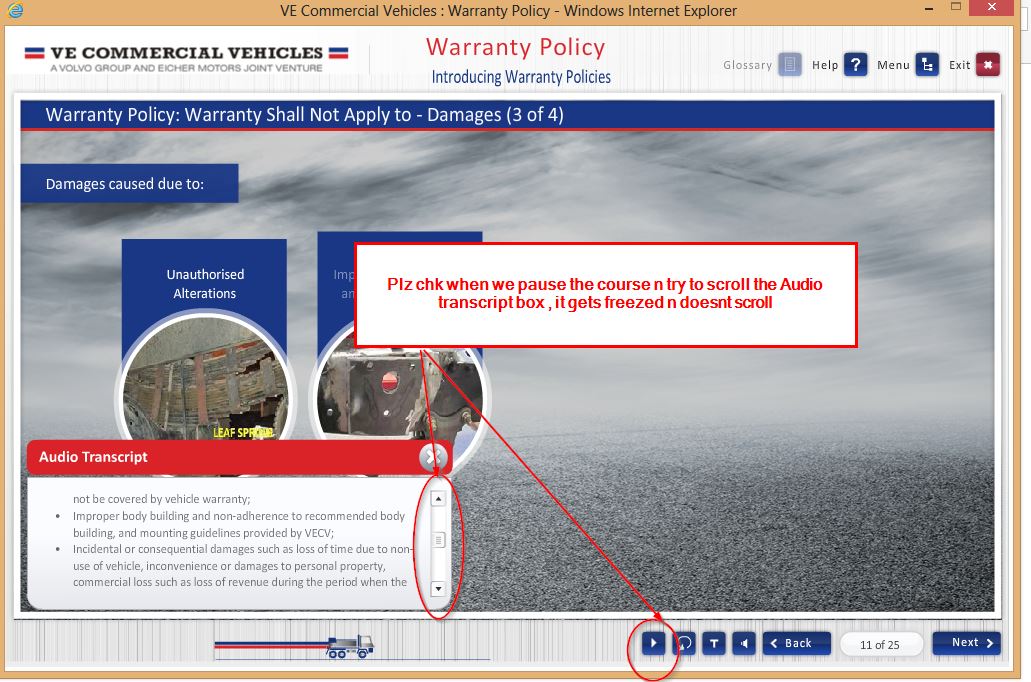 VE Commercial Vehicles : Warranty Policy - Windows Internet Explorer
VE COMMERCIAL VEHICLES
A VOLVO GROUP AND EICHER MOTORS JOINT VENTURE
Warranty Policy
Introducing Warranty Policies
Glossary Help ? Menu Exit
Warranty Policy: Warranty Shall Not Apply to - Damages (3 of 4)
Damages caused due to:
Unauthorised
Alterations
Plz chk when we pause the course n try to scroll the Audio
transcript box , it gets freezed n doesnt scroll
LEAF
Audio Transcript
not be covered by vehicle warranty;
• Improper body building and non-adherence to recommended body
building, and mounting guidelines provided by VECV;
• Incidental or consequential damages such as loss of time due to non-
use of vehicle, inconvenience or damages to personal property,
commercial loss such as loss of revenue during the period when the
T Back 11 of 25 Next